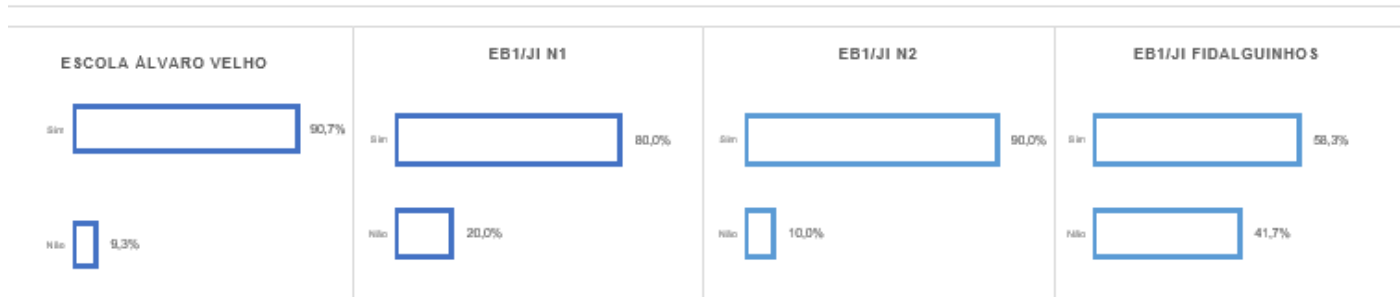 ESCOLA ÁLVARO VELHO
Sim
90,7%
Não
9,3%
EB1/JI N1
Sim
80,0%
Não
20,0%
EB1/JI N2
Sim
90,0%
Não
10,0%
EB1/JI FIDALGUINHOS
Sim
58,3%
Não
41,7%